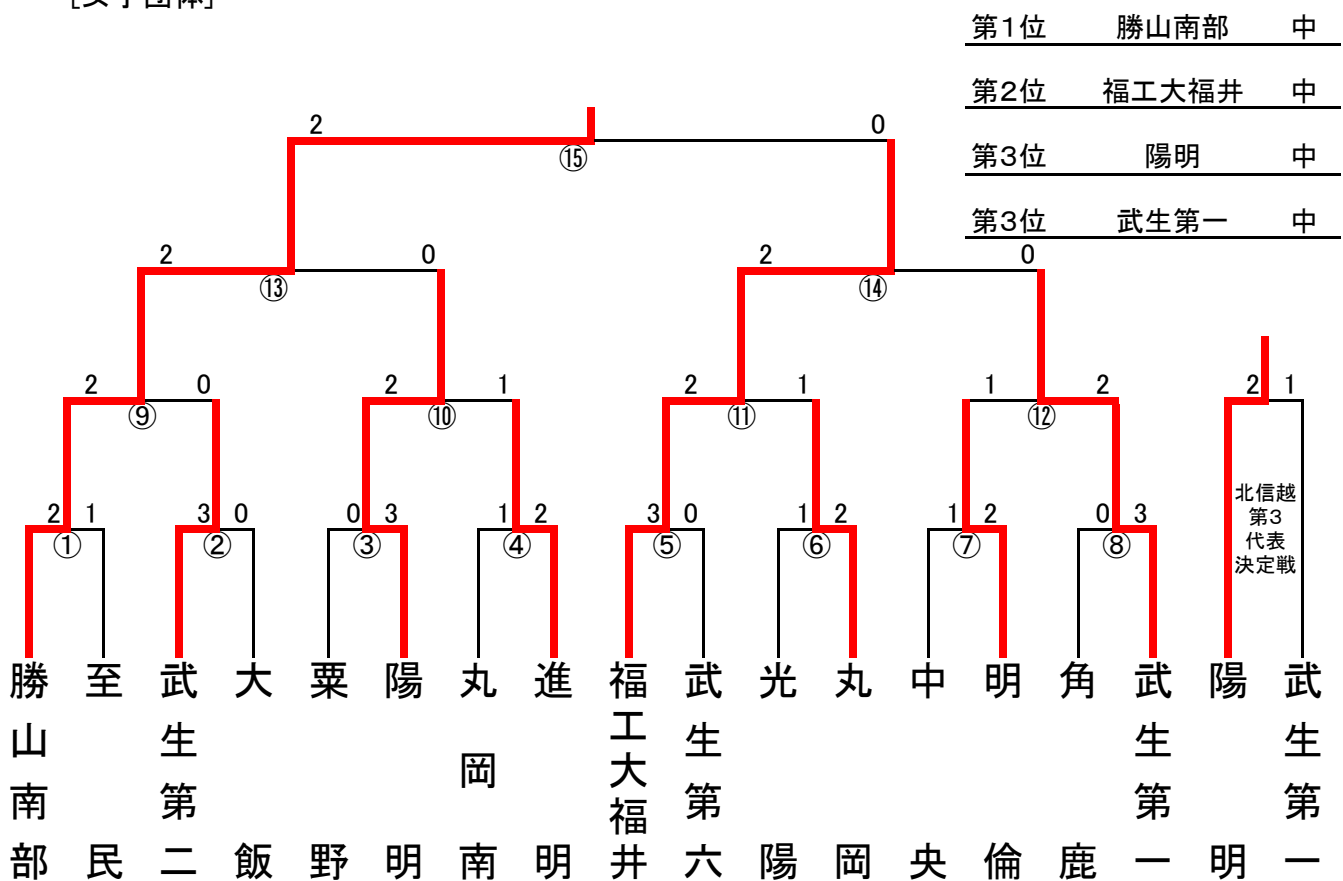 [女子団体]
第1位 勝山南部 中
第2位 福工大福井 中
第3位 陽明 中
第3位 武生第一 中
2 0
⑮
2 0 2 0
⑬ ⑭
2 0 2 1 2 1 1 2 2 1
⑨ ⑩ ⑪ ⑫
2 1 3 0 0 3 1 2 3 0 1 2 1 2 0 3
① ② ③ ④ ⑤ ⑥ ⑦ ⑧
北信越
第3
代表
決定戦
勝山南部
至民
武生第二
大飯
粟野
陽明
丸岡南
進明
福工大福井
武生第六
光陽
丸岡
中央
明倫
角鹿
武生第一
陽明
武生第一